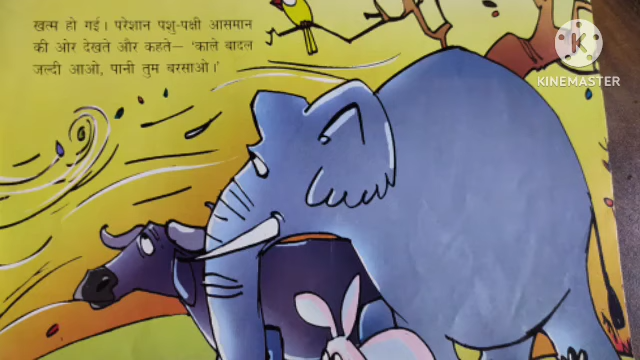 खत्म हो गई। परेशान पशु-पक्षी आसमान
की ओर देखते और कहते— 'काले बादल
जल्दी आओ, पानी तुम बरसाओ।'
K
KINEMASTER